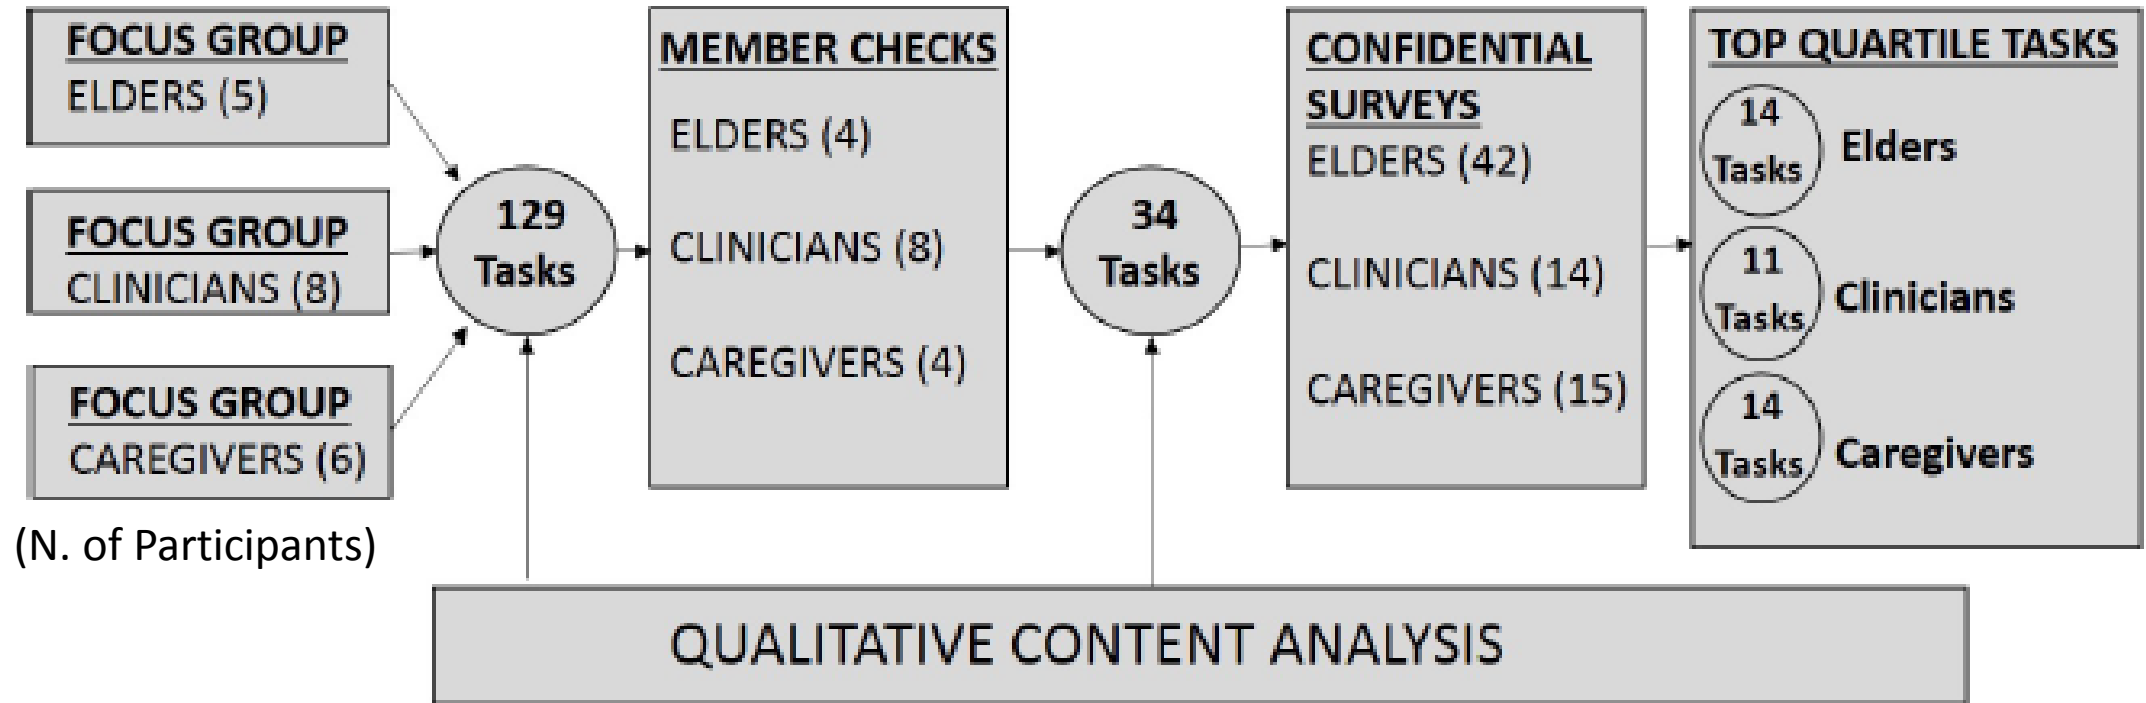 FOCUS GROUP
ELDERS (5)
FOCUS GROUP
CLINICIANS (8)
FOCUS GROUP
CAREGIVERS (6)
(N. of Participants)
129
Tasks
MEMBER CHECKS
ELDERS (4)
CLINICIANS (8)
CAREGIVERS (4)
34
Tasks
CONFIDENTIAL
SURVEYS
ELDERS (42)
CLINICIANS (14)
CAREGIVERS (15)
TOP QUARTILE TASKS
14
Tasks
Elders
11
Tasks
Clinicians
14
Tasks
Caregivers
QUALITATIVE CONTENT ANALYSIS